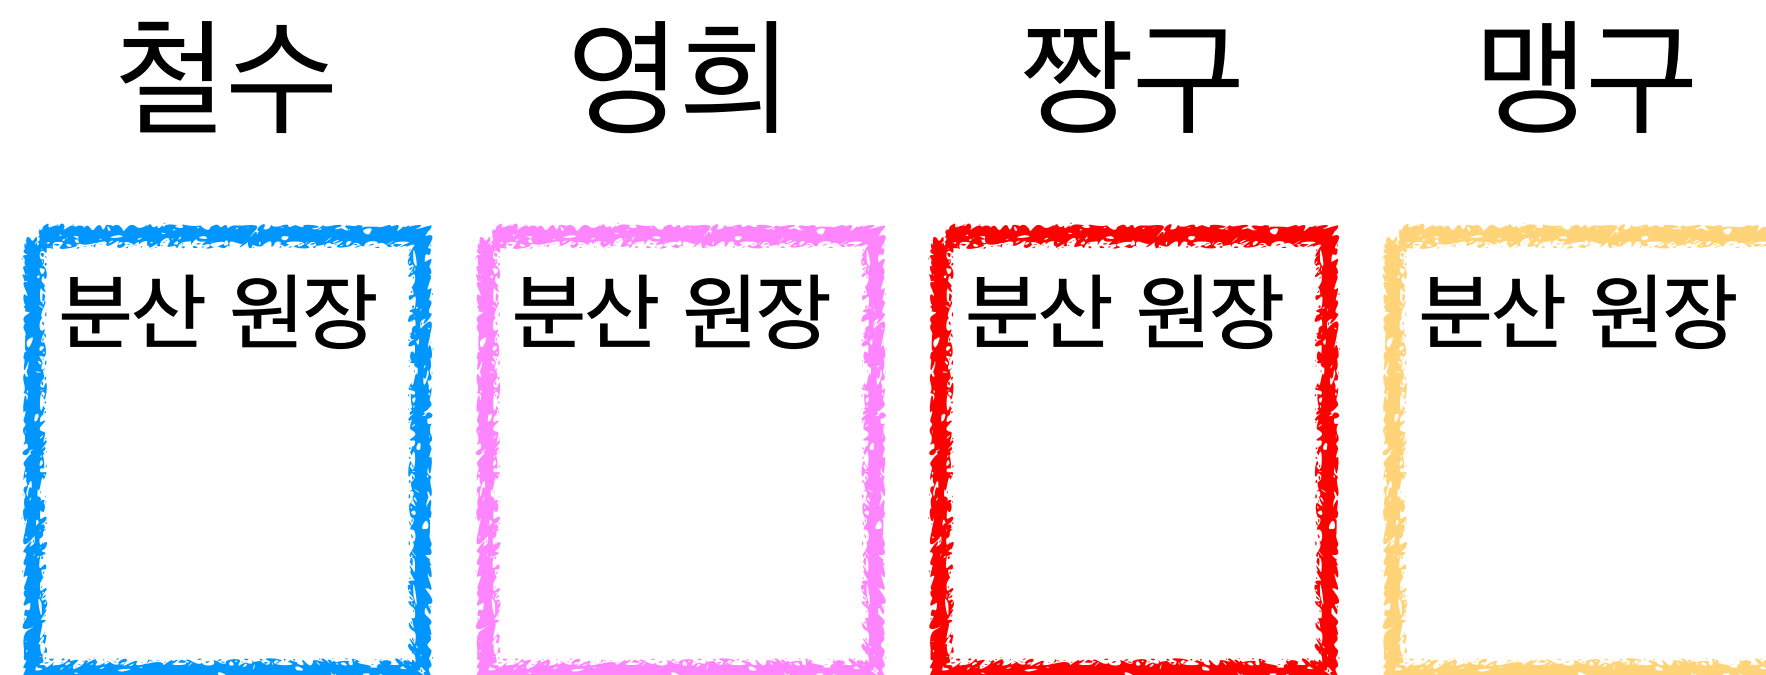 철수 영희 짱구 맹구
분산 원장 분산 원장 분산 원장 분산 원장